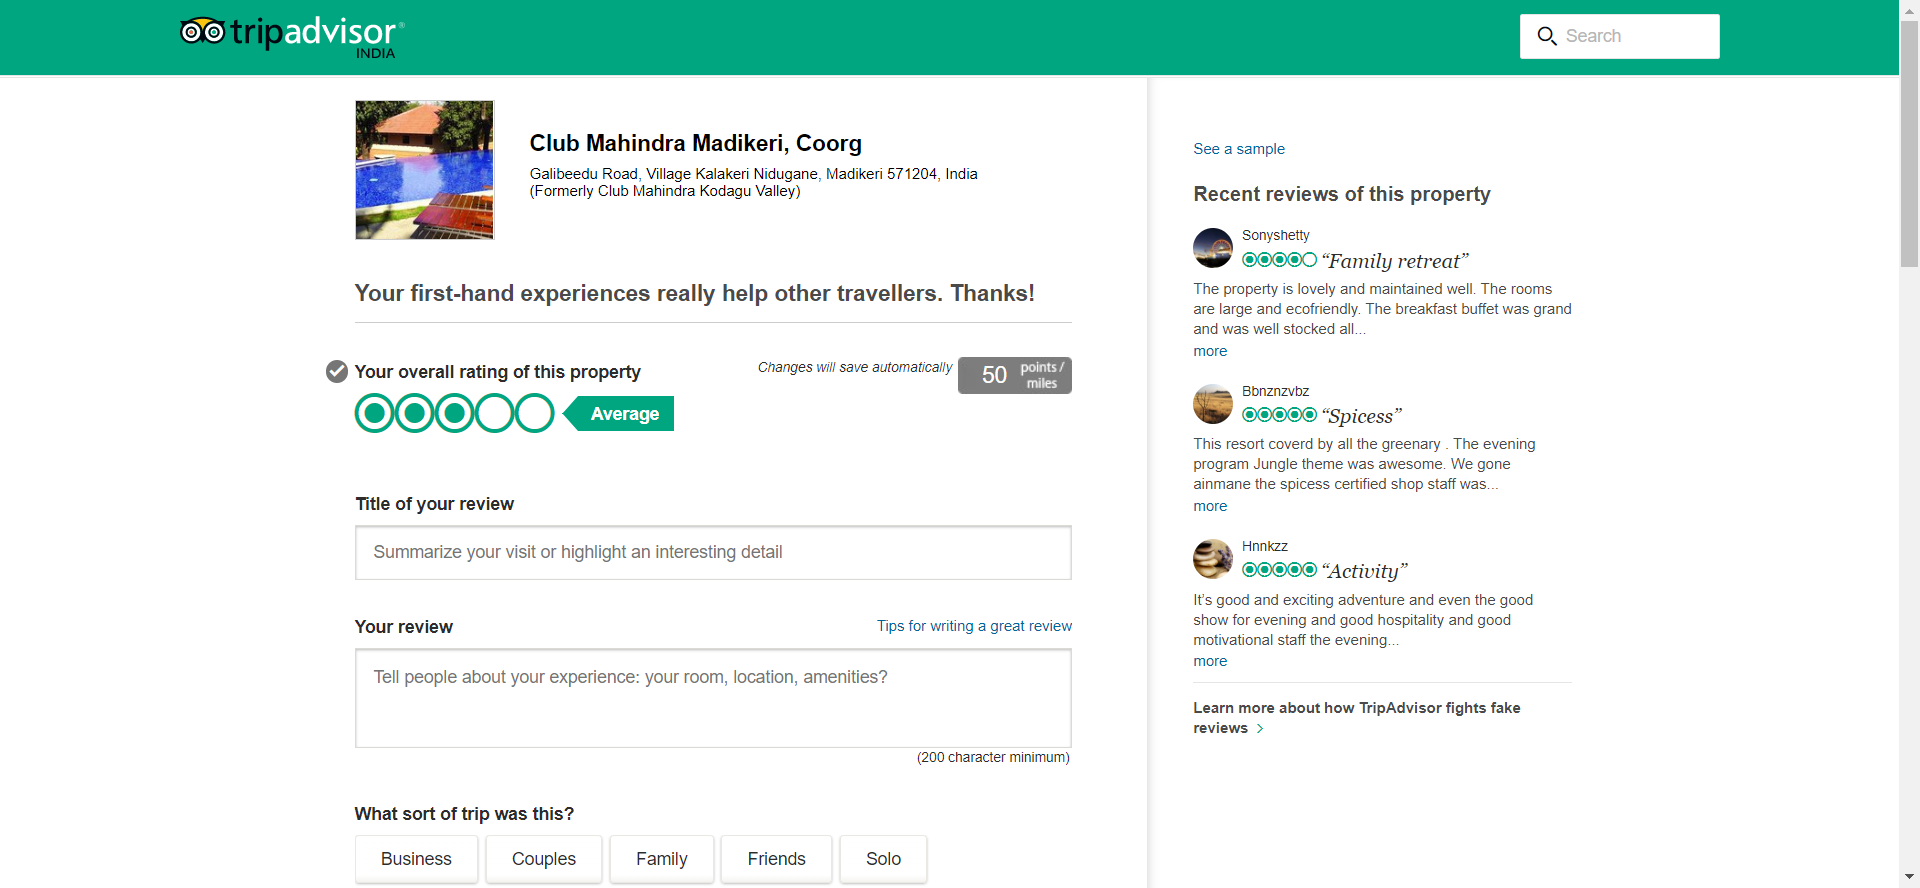 tripadvisor®
INDIA
Search
Club Mahindra Madikeri, Coorg
Galibeedu Road, Village Kalakeri Nidugane, Madikeri 571204, India
(Formerly Club Mahindra Kodagu Valley)
Your first-hand experiences really help other travellers. Thanks!
Your overall rating of this property
Changes will save automatically
50 points / miles
Average
Title of your review
Summarize your visit or highlight an interesting detail
Your review
Tips for writing a great review
Tell people about your experience: your room, location, amenities?
(200 character minimum)
What sort of trip was this?
Business Couples Family Friends Solo
See a sample
Recent reviews of this property
Sonyshetty
“Family retreat”
The property is lovely and maintained well. The rooms
are large and ecofriendly. The breakfast buffet was grand
and was well stocked all...
more
Bbnznzvbz
“Spicess”
This resort coverd by all the greenary . The evening
program Jungle theme was awesome. We gone
ainmane the spicess certified shop staff was...
more
Hnnkzz
“Activity”
It’s good and exciting adventure and even the good
show for evening and good hospitality and good
motivational staff the evening...
more
Learn more about how TripAdvisor fights fake
reviews